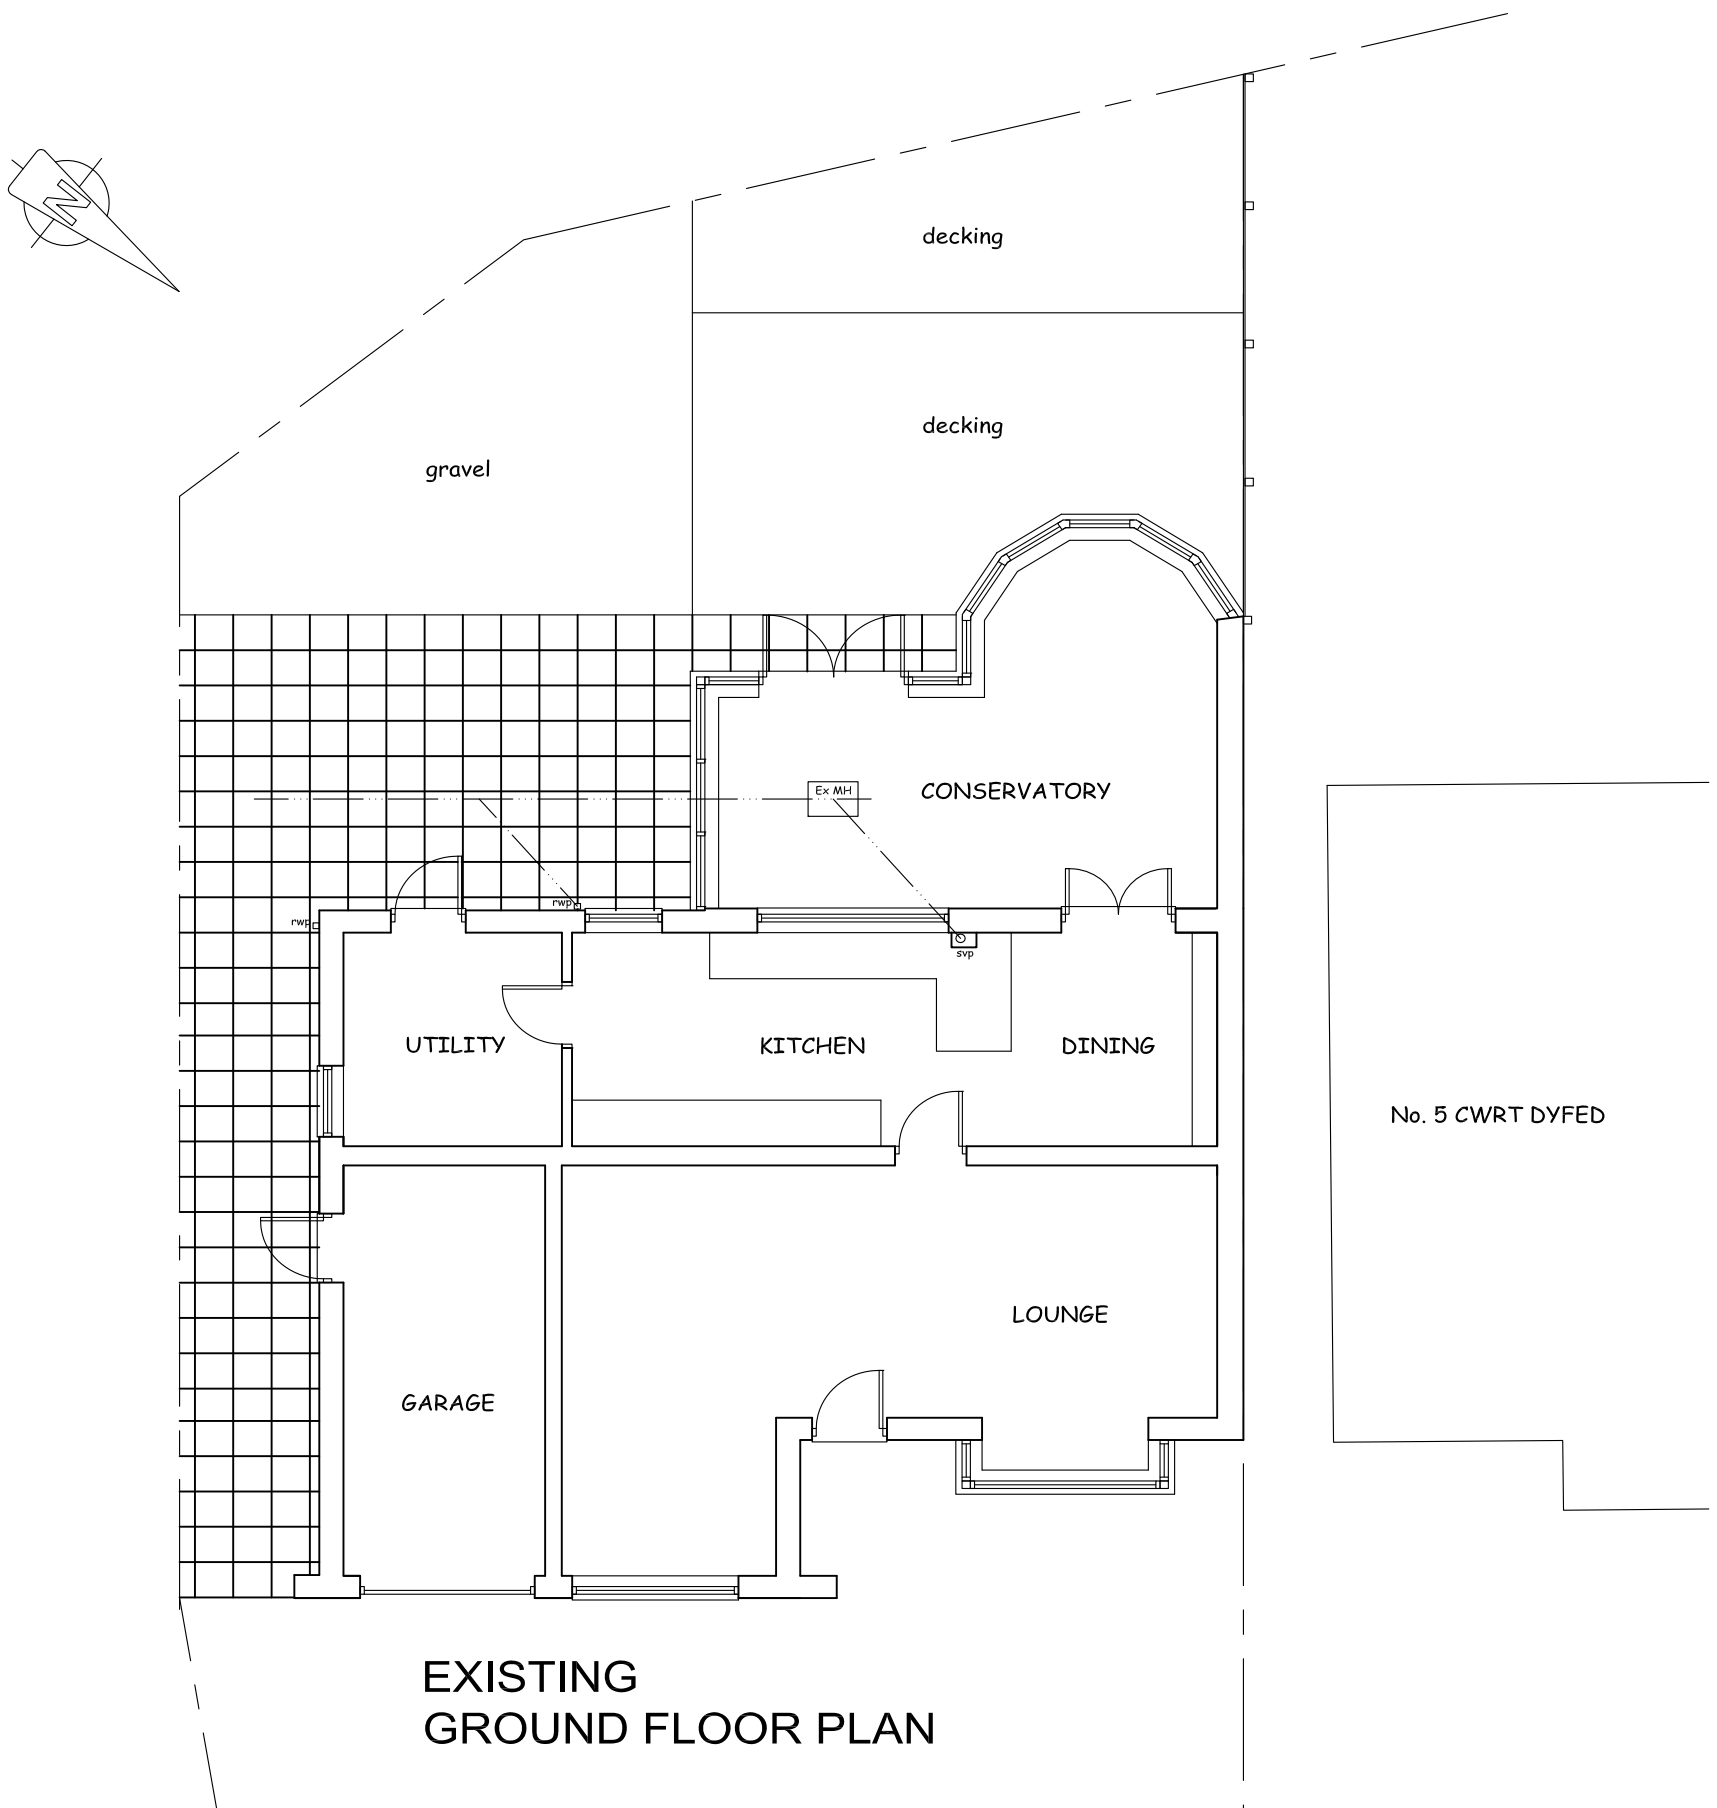 N
decking
decking
gravel
Ex MH
CONSERVATORY
rwp
rwp
svp
UTILITY
KITCHEN
DINING
No. 5 CWRT DYFED
LOUNGE
GARAGE
EXISTING
GROUND FLOOR PLAN